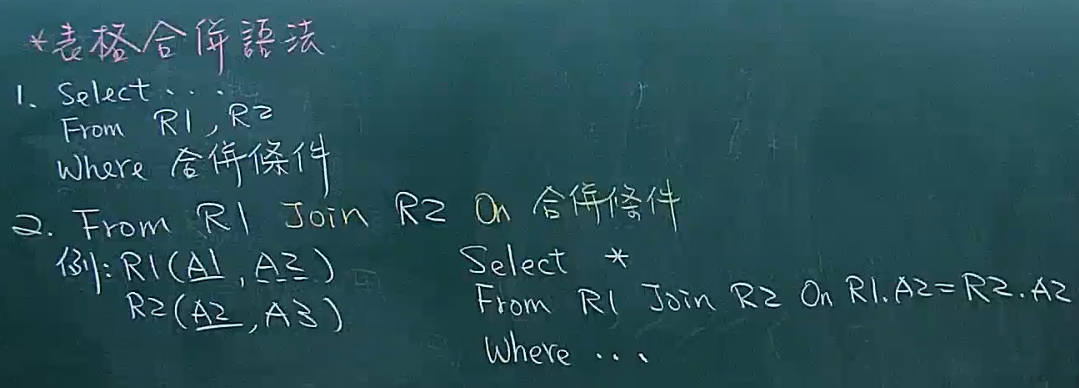 *表格合併語法
1. Select...
From R1, R2
Where 合併條件
2. From R1 Join R2 On 合併條件
例: R1(A1, A2)
R2(A2, A3)
Select *
From R1 Join R2 On R1.A2=R2.A2
Where ...